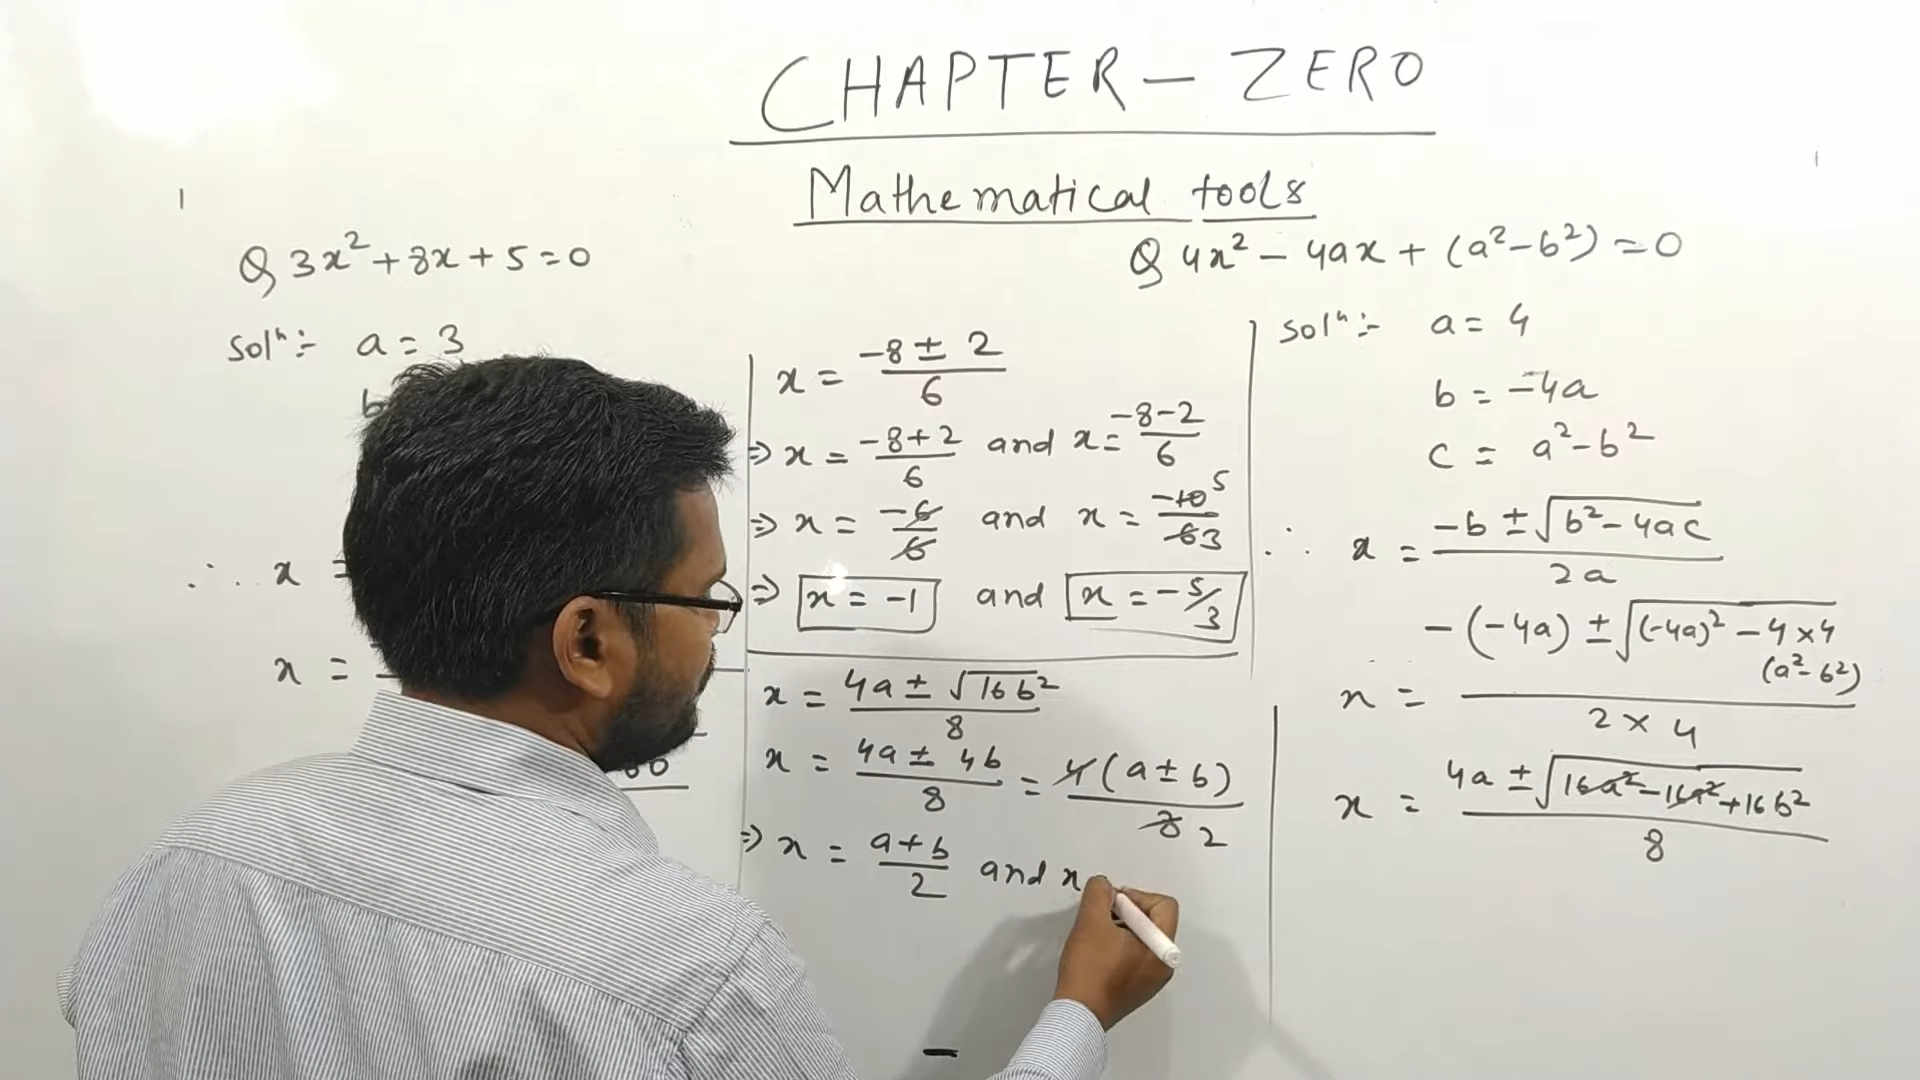 CHAPTER – ZERO
Mathematical tools
Q 3x² + 8x + 5 = 0
Solⁿ :- a = 3
b
∴ x =
x =
60
x = (-8 ± 2)/6
⇒ x = (-8+2)/6 and x = (-8-2)/6
⇒ x = -6/6 and x = -10/6 5 3
⇒ x = -1 and x = -5/3
x = (4a ± √16b²)/8
x = (4a ± 4b)/8 = 4(a ± b)/8 2
⇒ x = (a+b)/2 and x
Q 4x² - 4ax + (a² - b²) = 0
Solⁿ :- a = 4
b = -4a
c = a² - b²
∴ x = (-b ± √(b² - 4ac))/2a
x = (-(-4a) ± √((-4a)² - 4×4(a²-b²)))/(2 × 4)
x = (4a ± √(16a² - 16a² + 16b²))/8